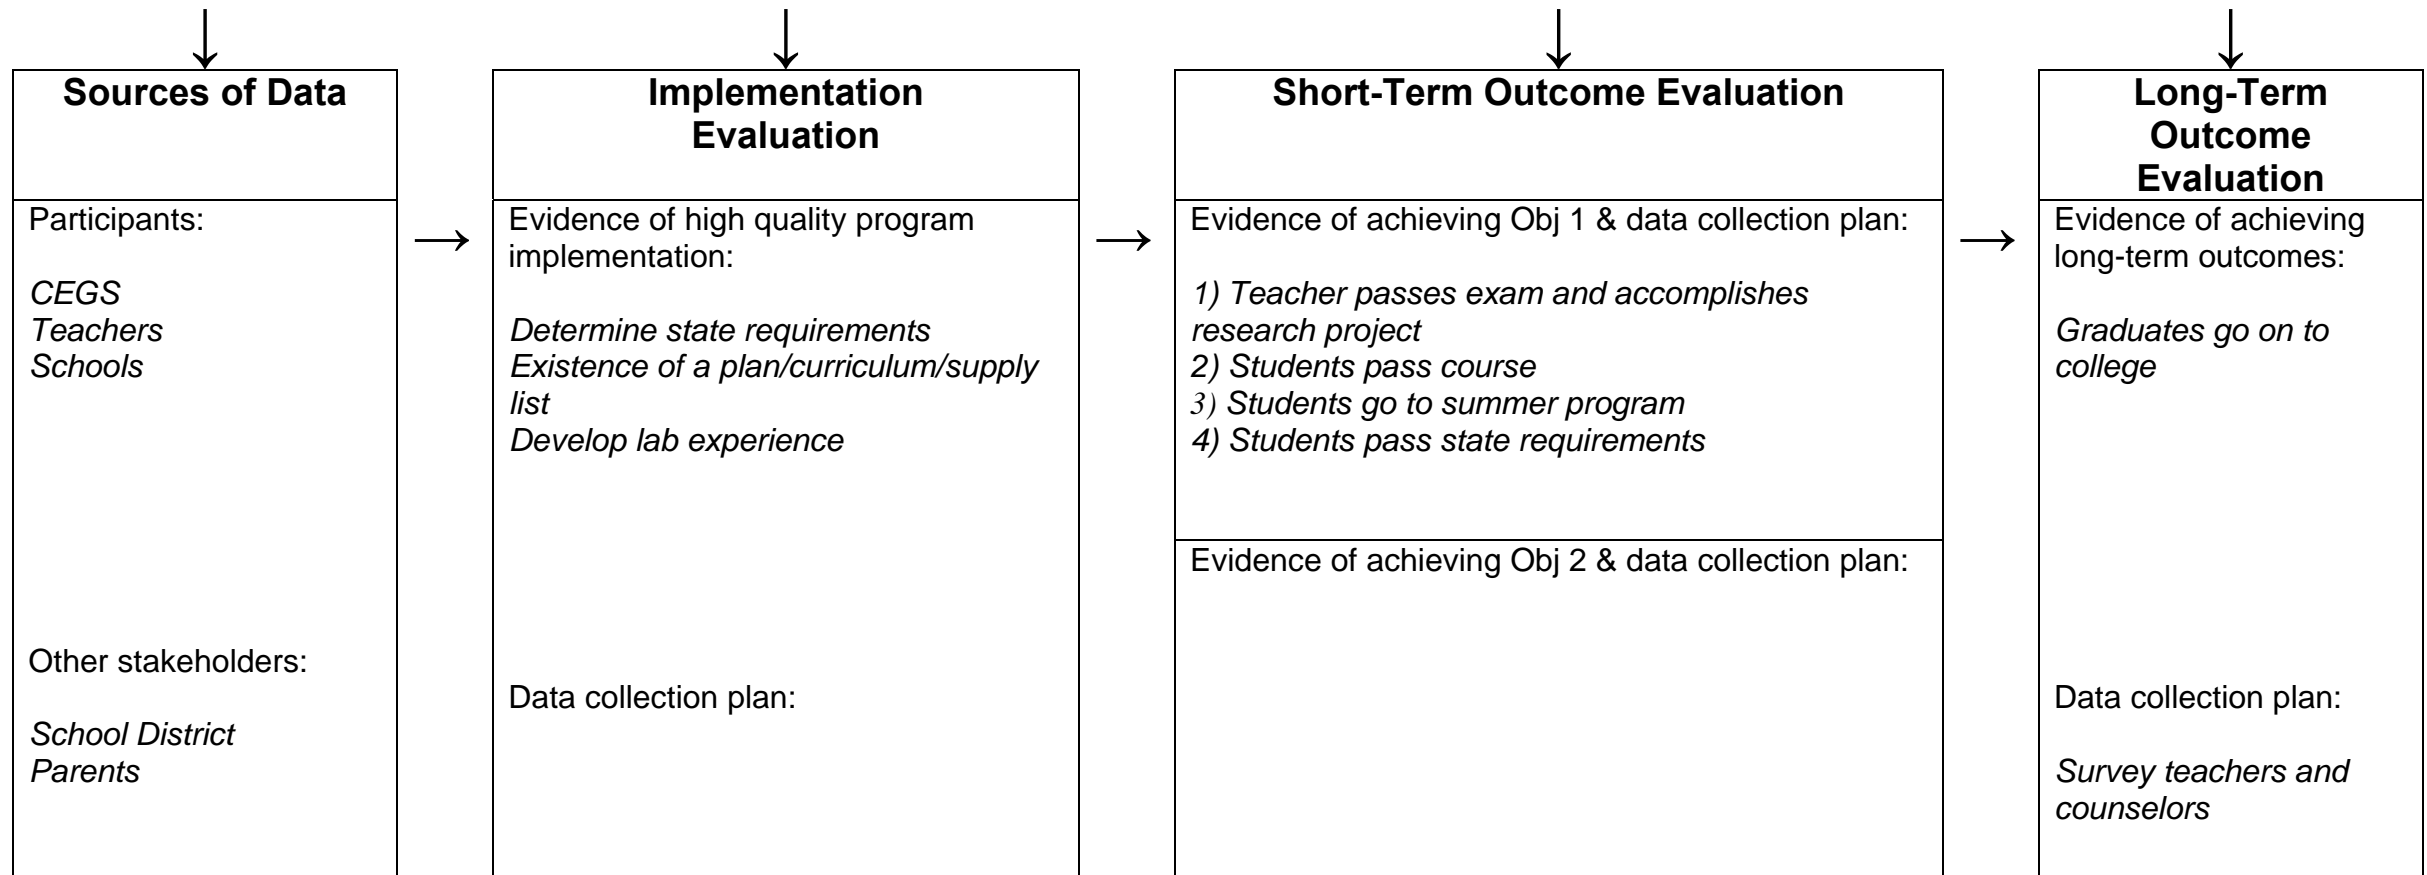 Sources of Data
Participants:
CEGS
Teachers
Schools
Other stakeholders:
School District
Parents
Implementation
Evaluation
Evidence of high quality program
implementation:
Determine state requirements
Existence of a plan/curriculum/supply
list
Develop lab experience
Data collection plan:
Short-Term Outcome Evaluation
Evidence of achieving Obj 1 & data collection plan:
1) Teacher passes exam and accomplishes
research project
2) Students pass course
3) Students go to summer program
4) Students pass state requirements
Evidence of achieving Obj 2 & data collection plan:
Long-Term
Outcome
Evaluation
Evidence of achieving
long-term outcomes:
Graduates go on to
college
Data collection plan:
Survey teachers and
counselors